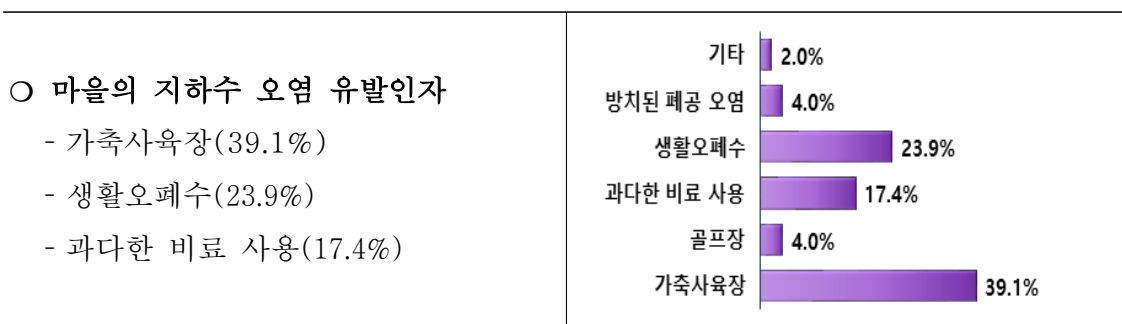 ❍ 마을의 지하수 오염 유발인자
- 가축사육장(39.1%)
- 생활오폐수(23.9%)
- 과다한 비료 사용(17.4%)
기타 2.0%
방치된 폐공 오염 4.0%
생활오폐수 23.9%
과다한 비료 사용 17.4%
골프장 4.0%
가축사육장 39.1%